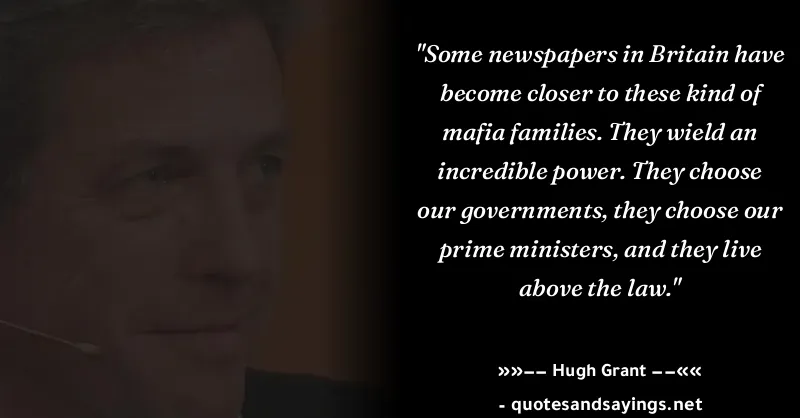 "Some newspapers in Britain have
become closer to these kind of
mafia families. They wield an
incredible power. They choose
our governments, they choose our
prime ministers, and they live
above the law."
»»–– Hugh Grant ––««
- quotesandsayings.net